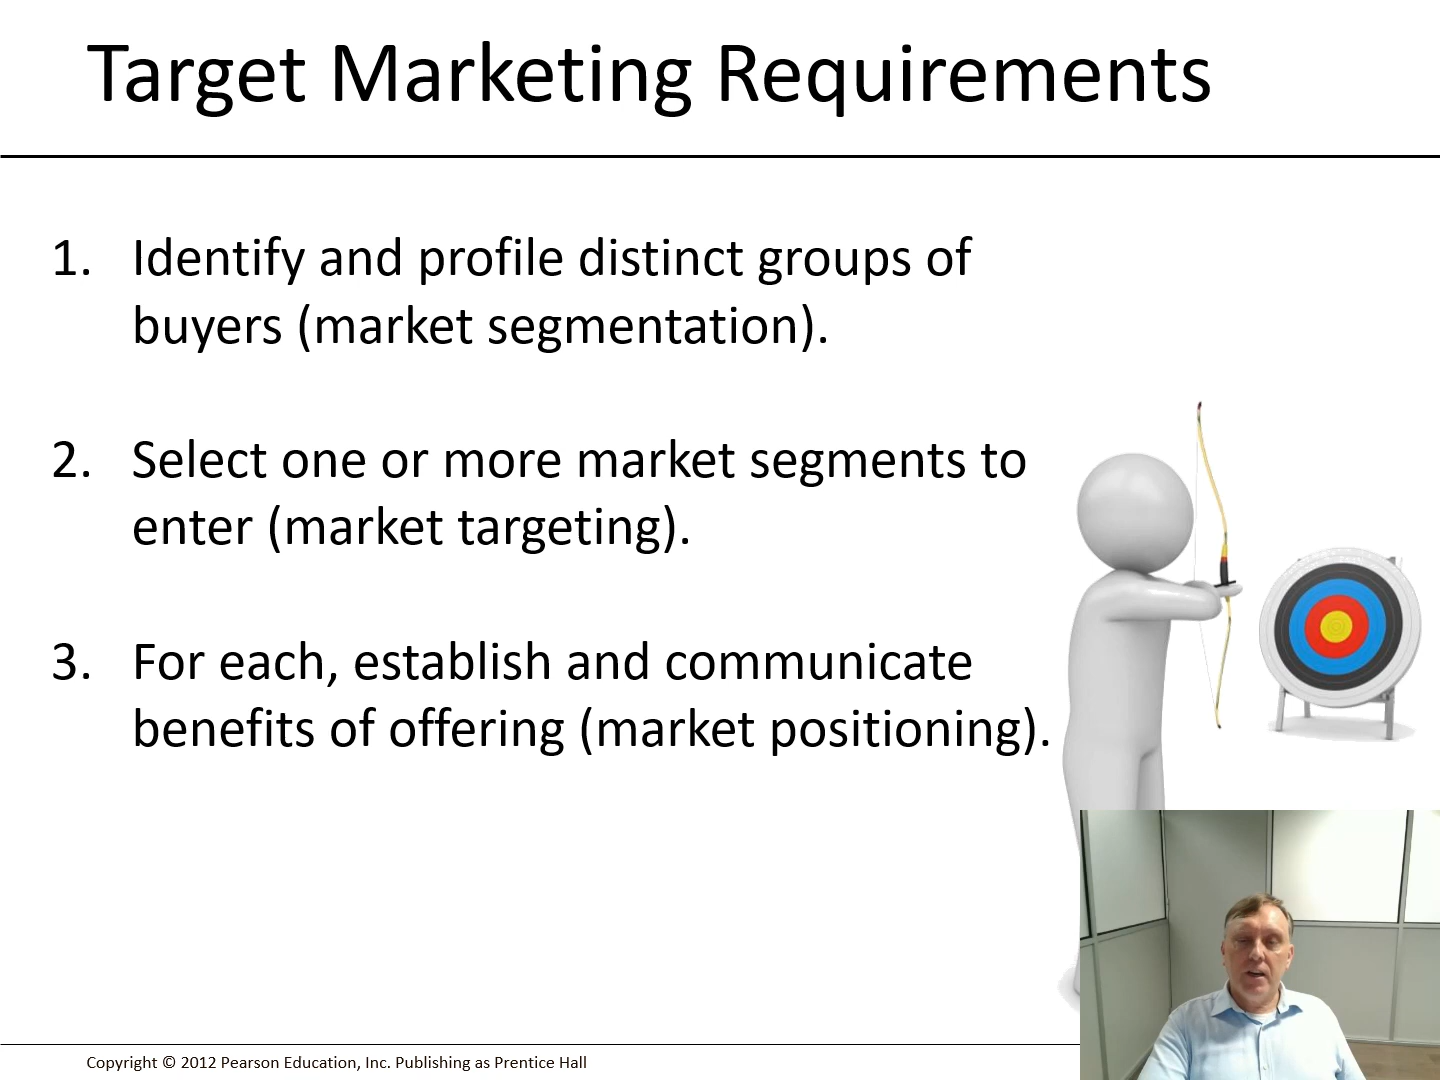 Target Marketing Requirements
1. Identify and profile distinct groups of
buyers (market segmentation).
2. Select one or more market segments to
enter (market targeting).
3. For each, establish and communicate
benefits of offering (market positioning).
Copyright © 2012 Pearson Education, Inc. Publishing as Prentice Hall